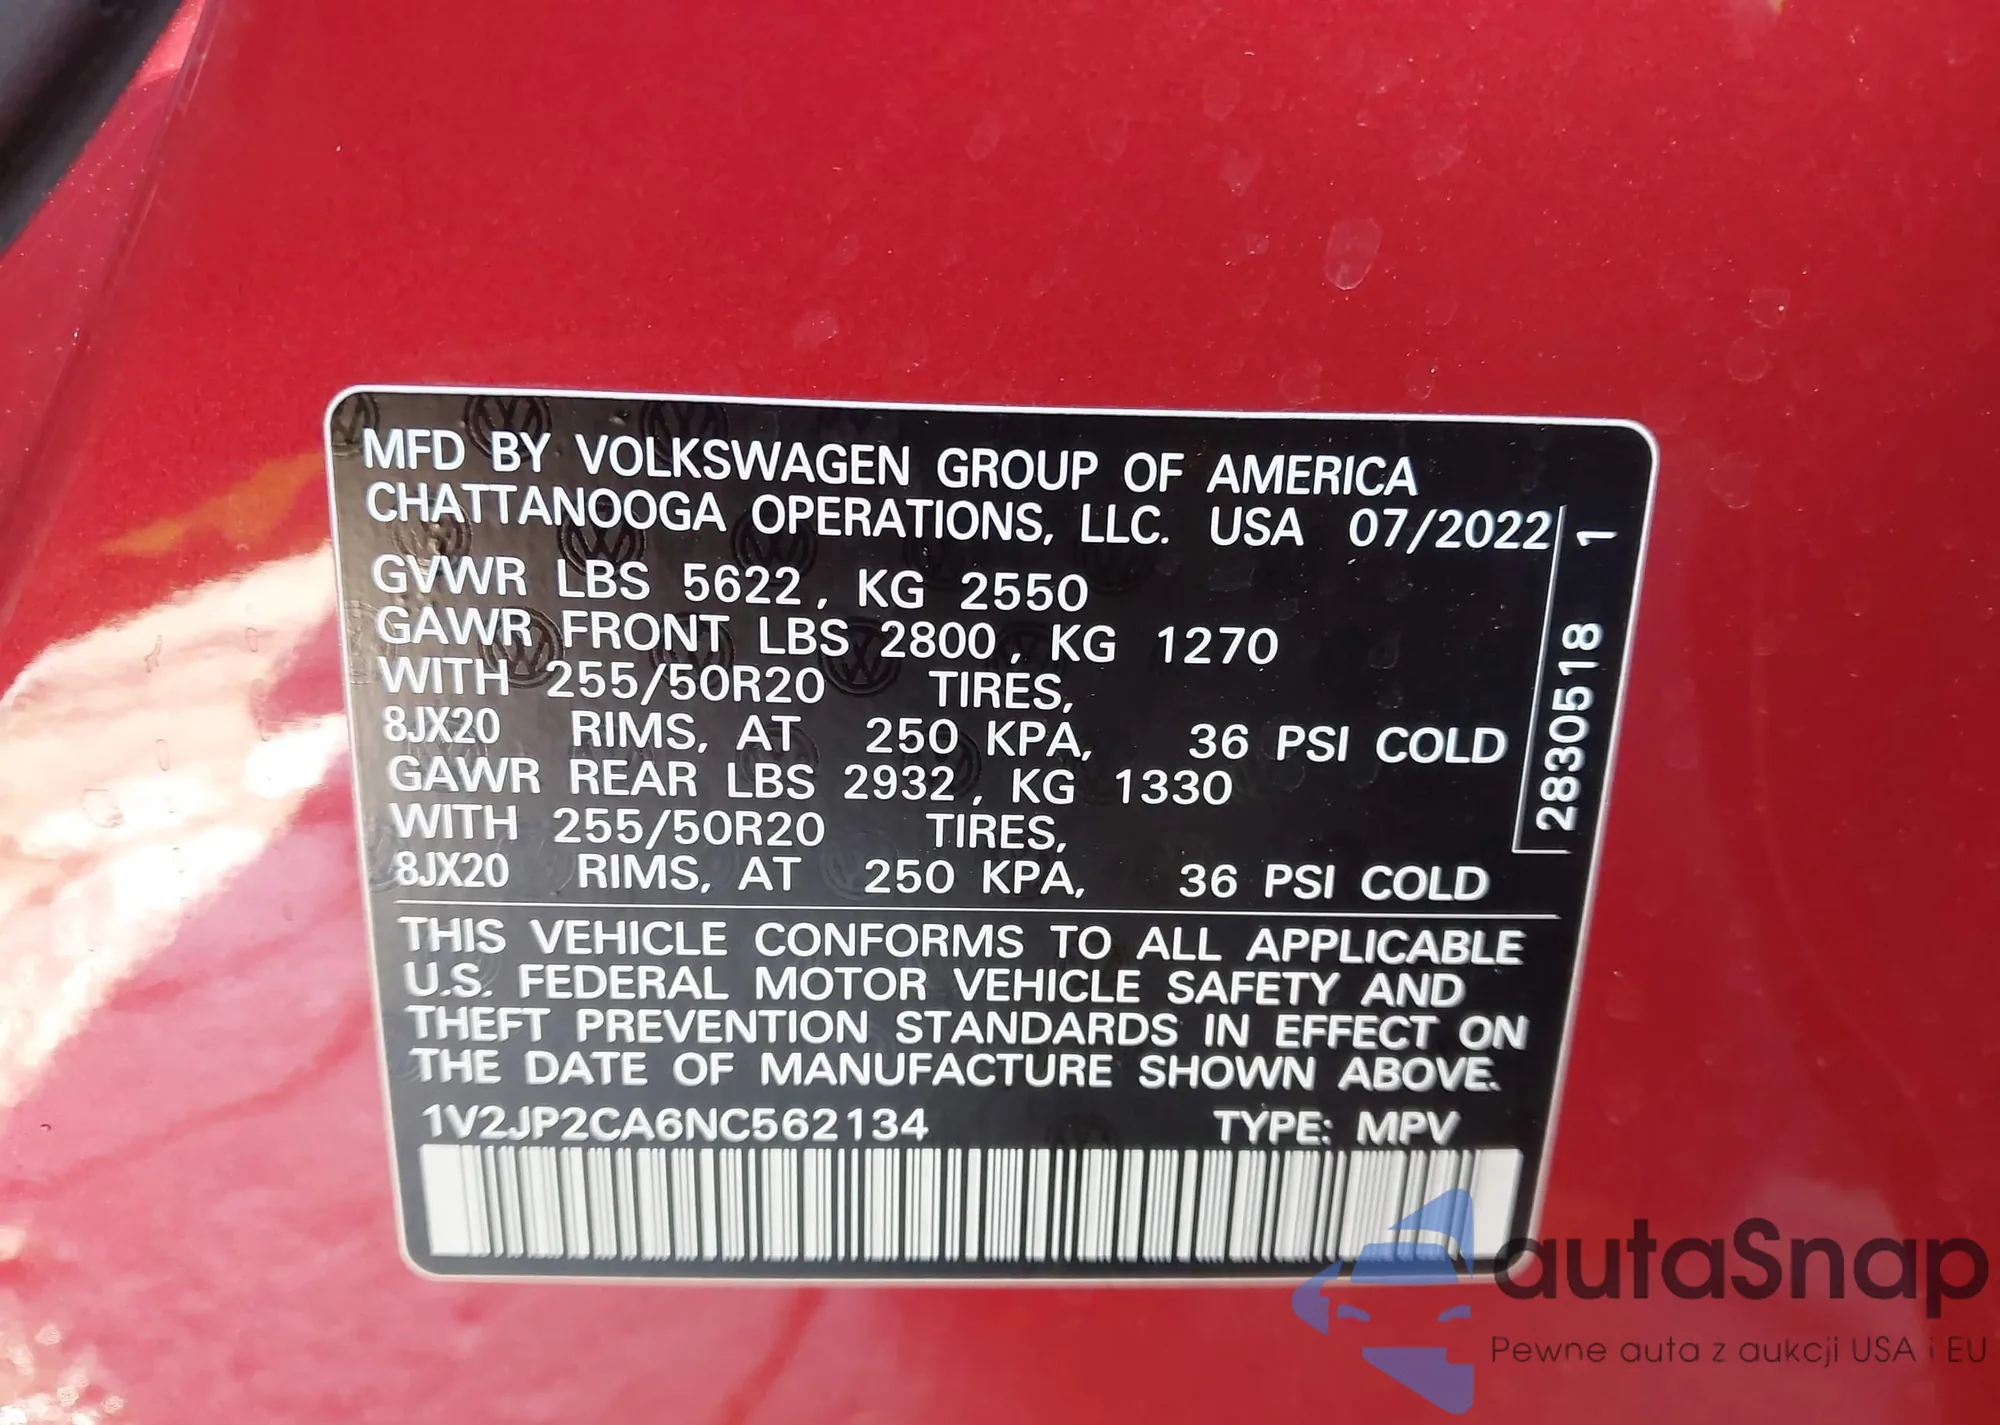 MFD BY VOLKSWAGEN GROUP OF AMERICA
CHATTANOOGA OPERATIONS, LLC. USA 07/2022
GVWR LBS 5622, KG 2550
GAWR FRONT LBS 2800, KG 1270
WITH 255/50R20 TIRES,
8JX20 RIMS, AT 250 KPA, 36 PSI COLD
GAWR REAR LBS 2932, KG 1330
WITH 255/50R20 TIRES,
8JX20 RIMS, AT 250 KPA, 36 PSI COLD
2830518 1
THIS VEHICLE CONFORMS TO ALL APPLICABLE
U.S. FEDERAL MOTOR VEHICLE SAFETY AND
THEFT PREVENTION STANDARDS IN EFFECT ON
THE DATE OF MANUFACTURE SHOWN ABOVE.
1V2JP2CA6NC562134 TYPE: MPV
autaSnap
Pewne auta z aukcji USA i EU